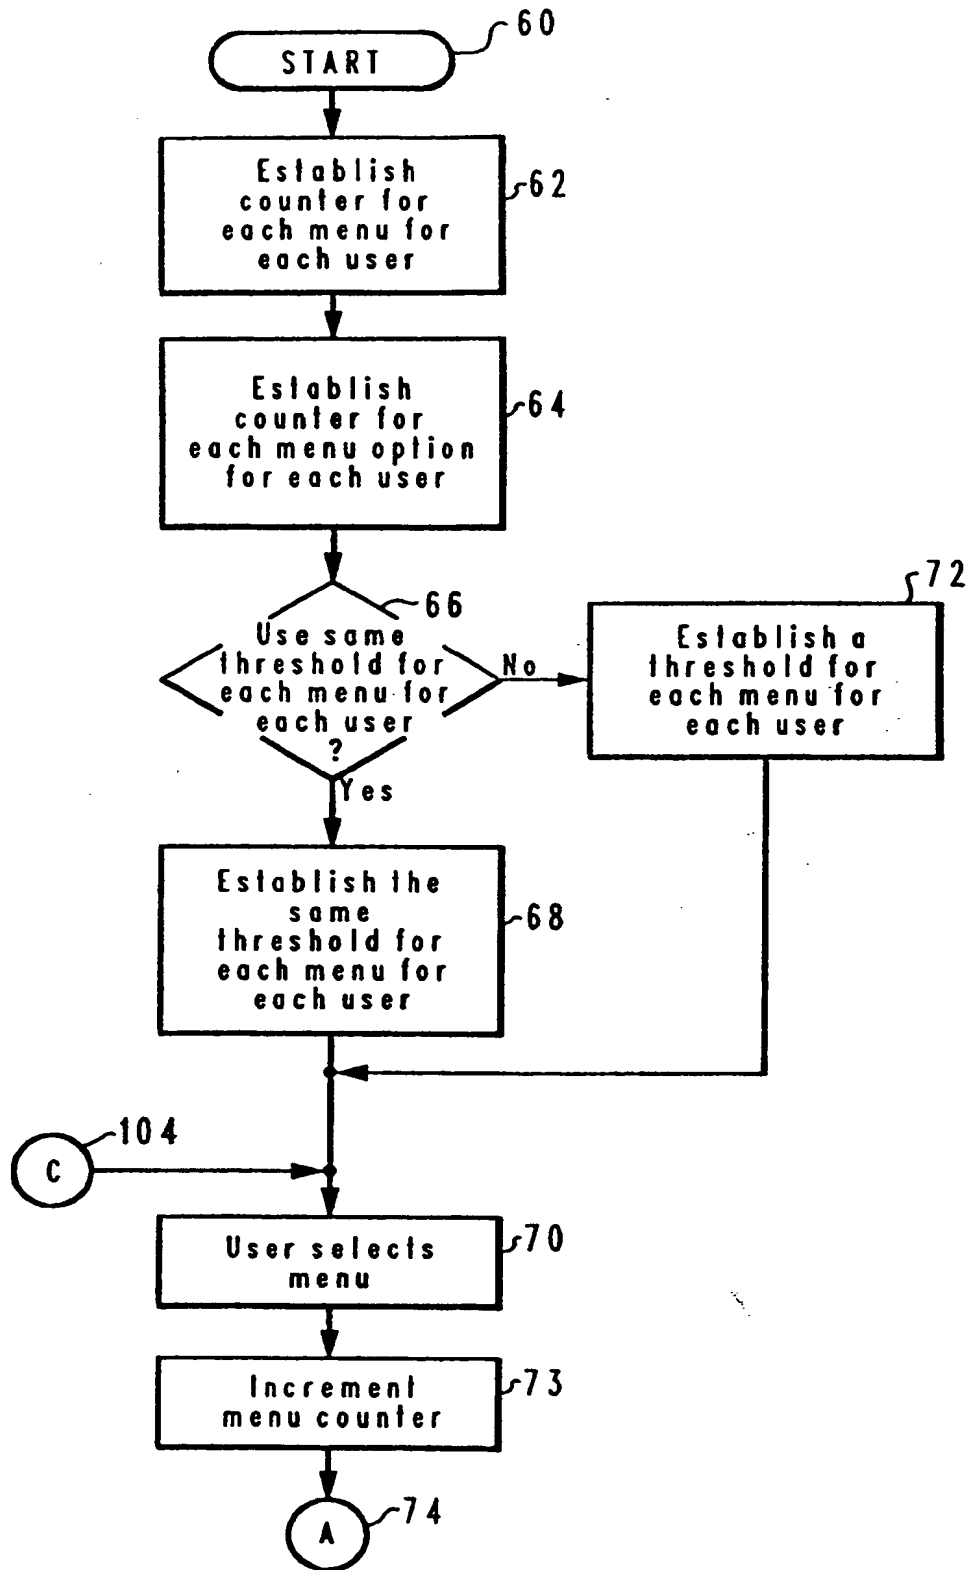 60
START
Establish
counter for
each menu for
each user
62
Establish
counter for
each menu option
for each user
64
66
Use same
threshold for
each menu for
each user
?
No
Yes
72
Establish a
threshold for
each menu for
each user
Establish the
same
threshold for
each menu for
each user
68
104
C
User selects
menu
70
Increment
menu counter
73
A
74